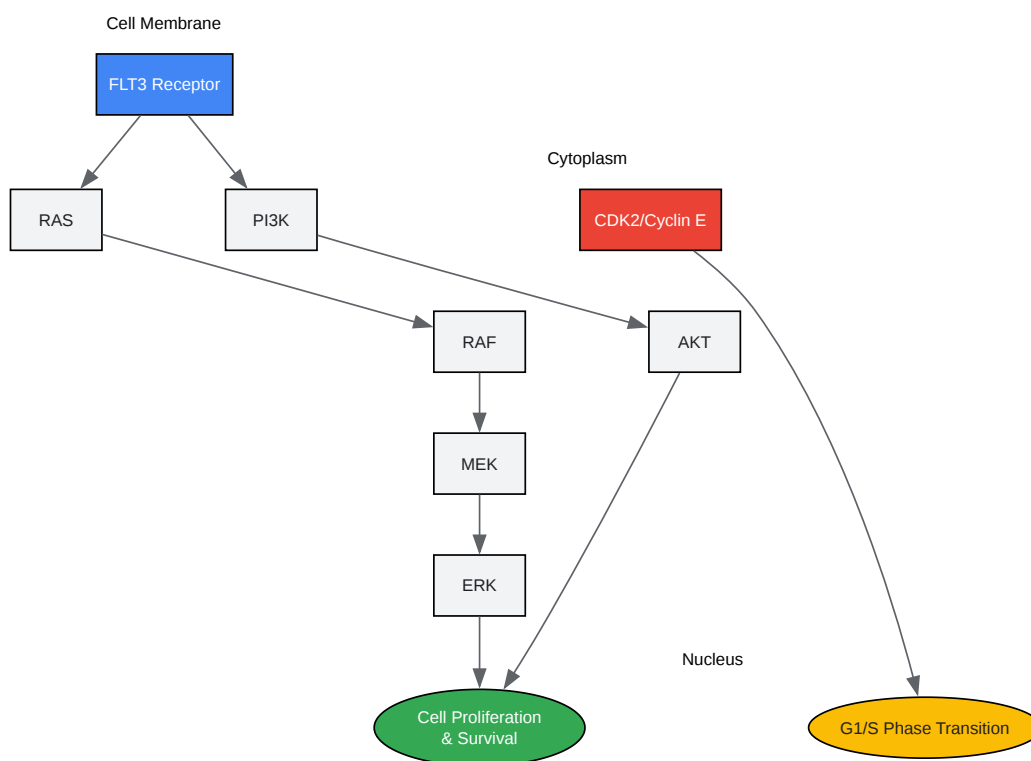 Cell Membrane
FLT3 Receptor
Cytoplasm
RAS
PI3K
CDK2/Cyclin E
RAF
AKT
MEK
ERK
Nucleus
Cell Proliferation
& Survival
G1/S Phase Transition